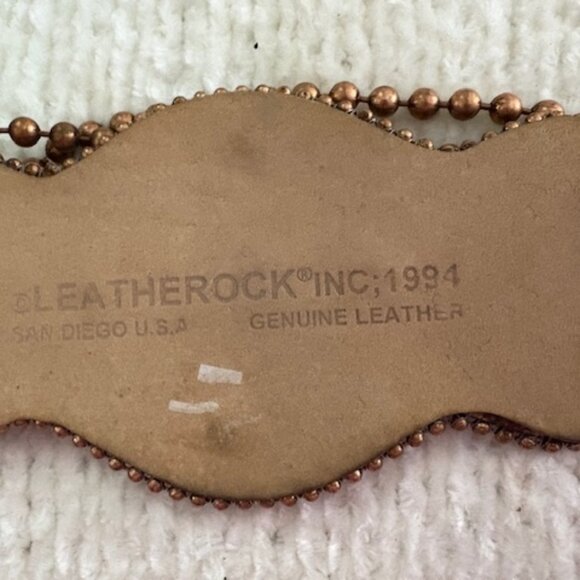 ©LEATHEROCK® INC;1994
SAN DIEGO U.S.A GENUINE LEATHER